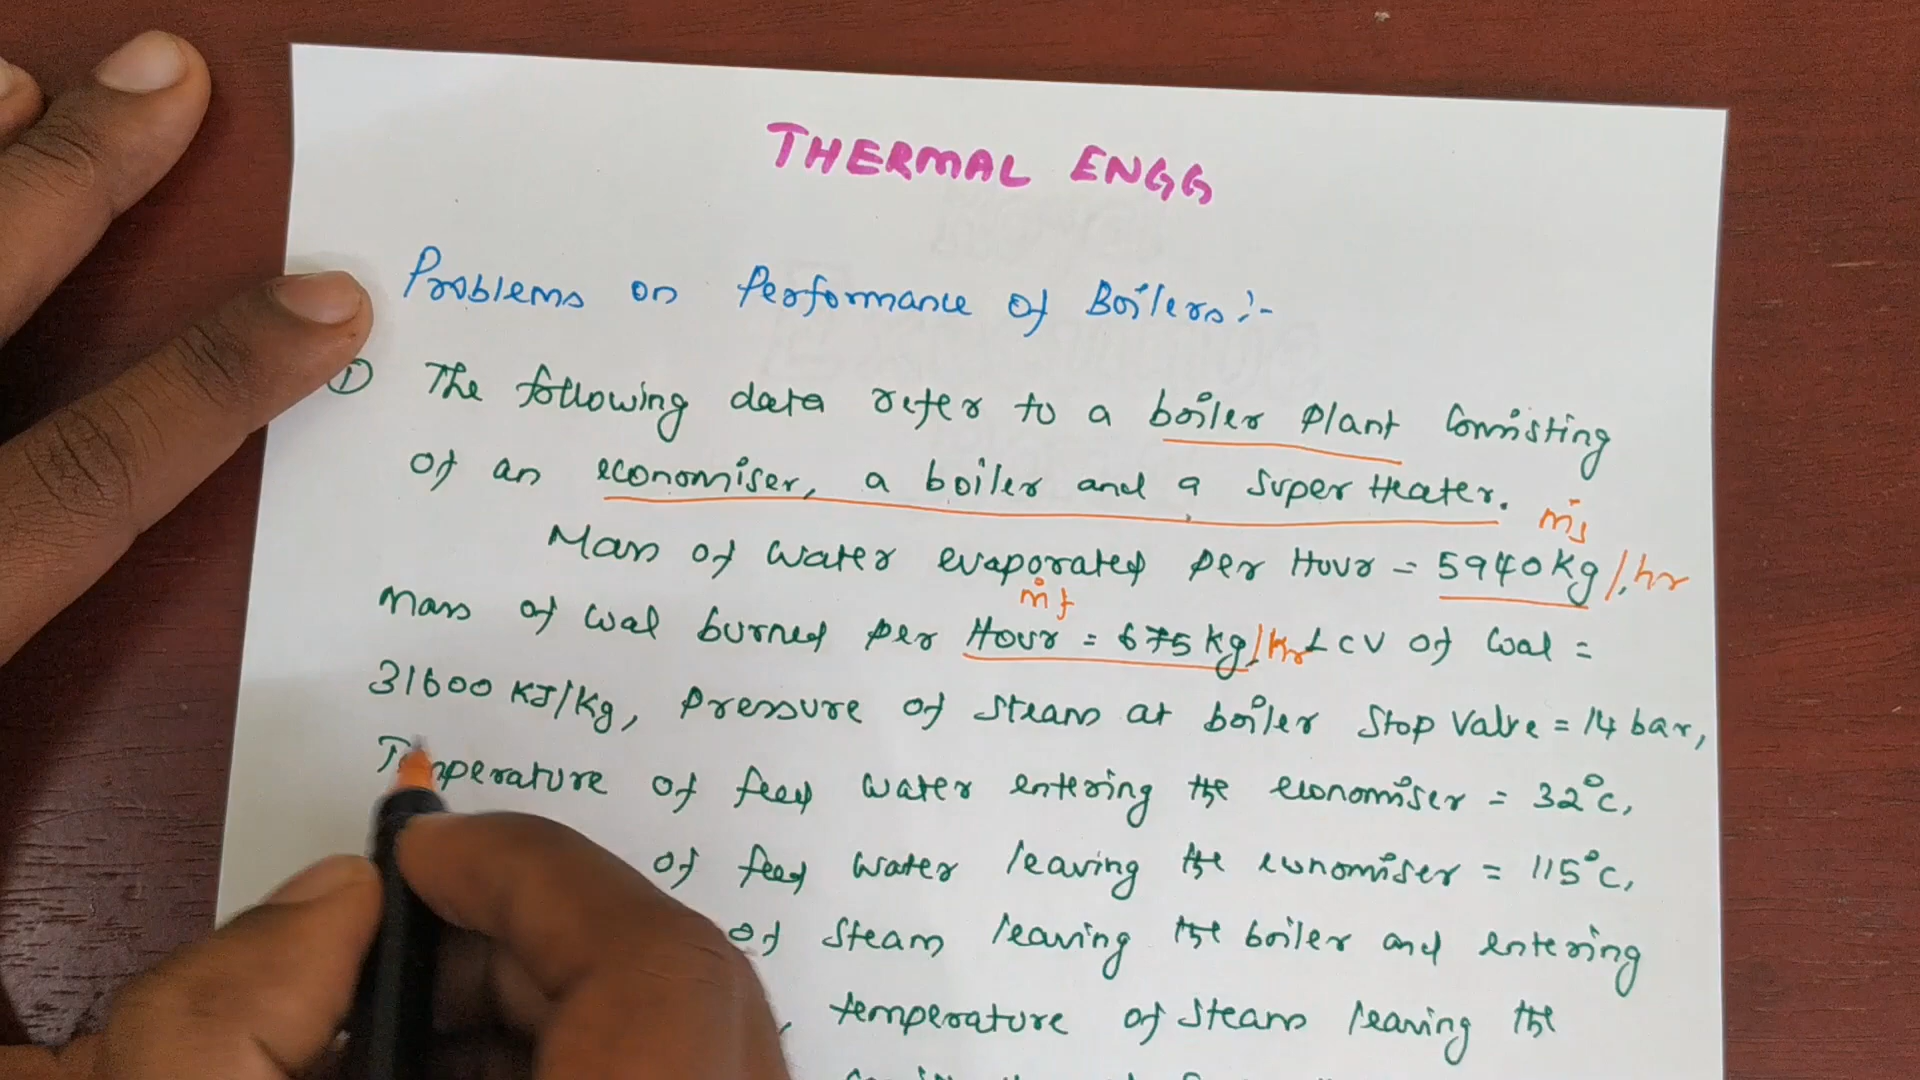 THERMAL ENGG
Problems on Performance of Boilers :-
① The following data refer to a boiler plant Consisting
of an economiser, a boiler and a Super Heater.
ṁs
Mass of water evaporated per Hour = 5940 kg/hr
ṁf
Mass of coal burned per Hour = 675 kg/hr LCV of coal =
31600 KJ/kg, Pressure of steam at boiler Stop Valve = 14 bar,
Temperature of feed water entering the economiser = 32°C,
of feed water leaving the economiser = 115°C,
of steam leaving the boiler and entering
, temperature of steam leaving the